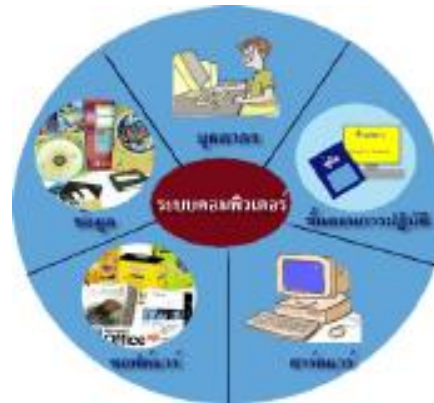 บุคลากร
ระบบคอมพิวเตอร์
ข้อมูล
ขั้นตอนการปฏิบัติ
Office
ซอฟต์แวร์
ฮาร์ดแวร์